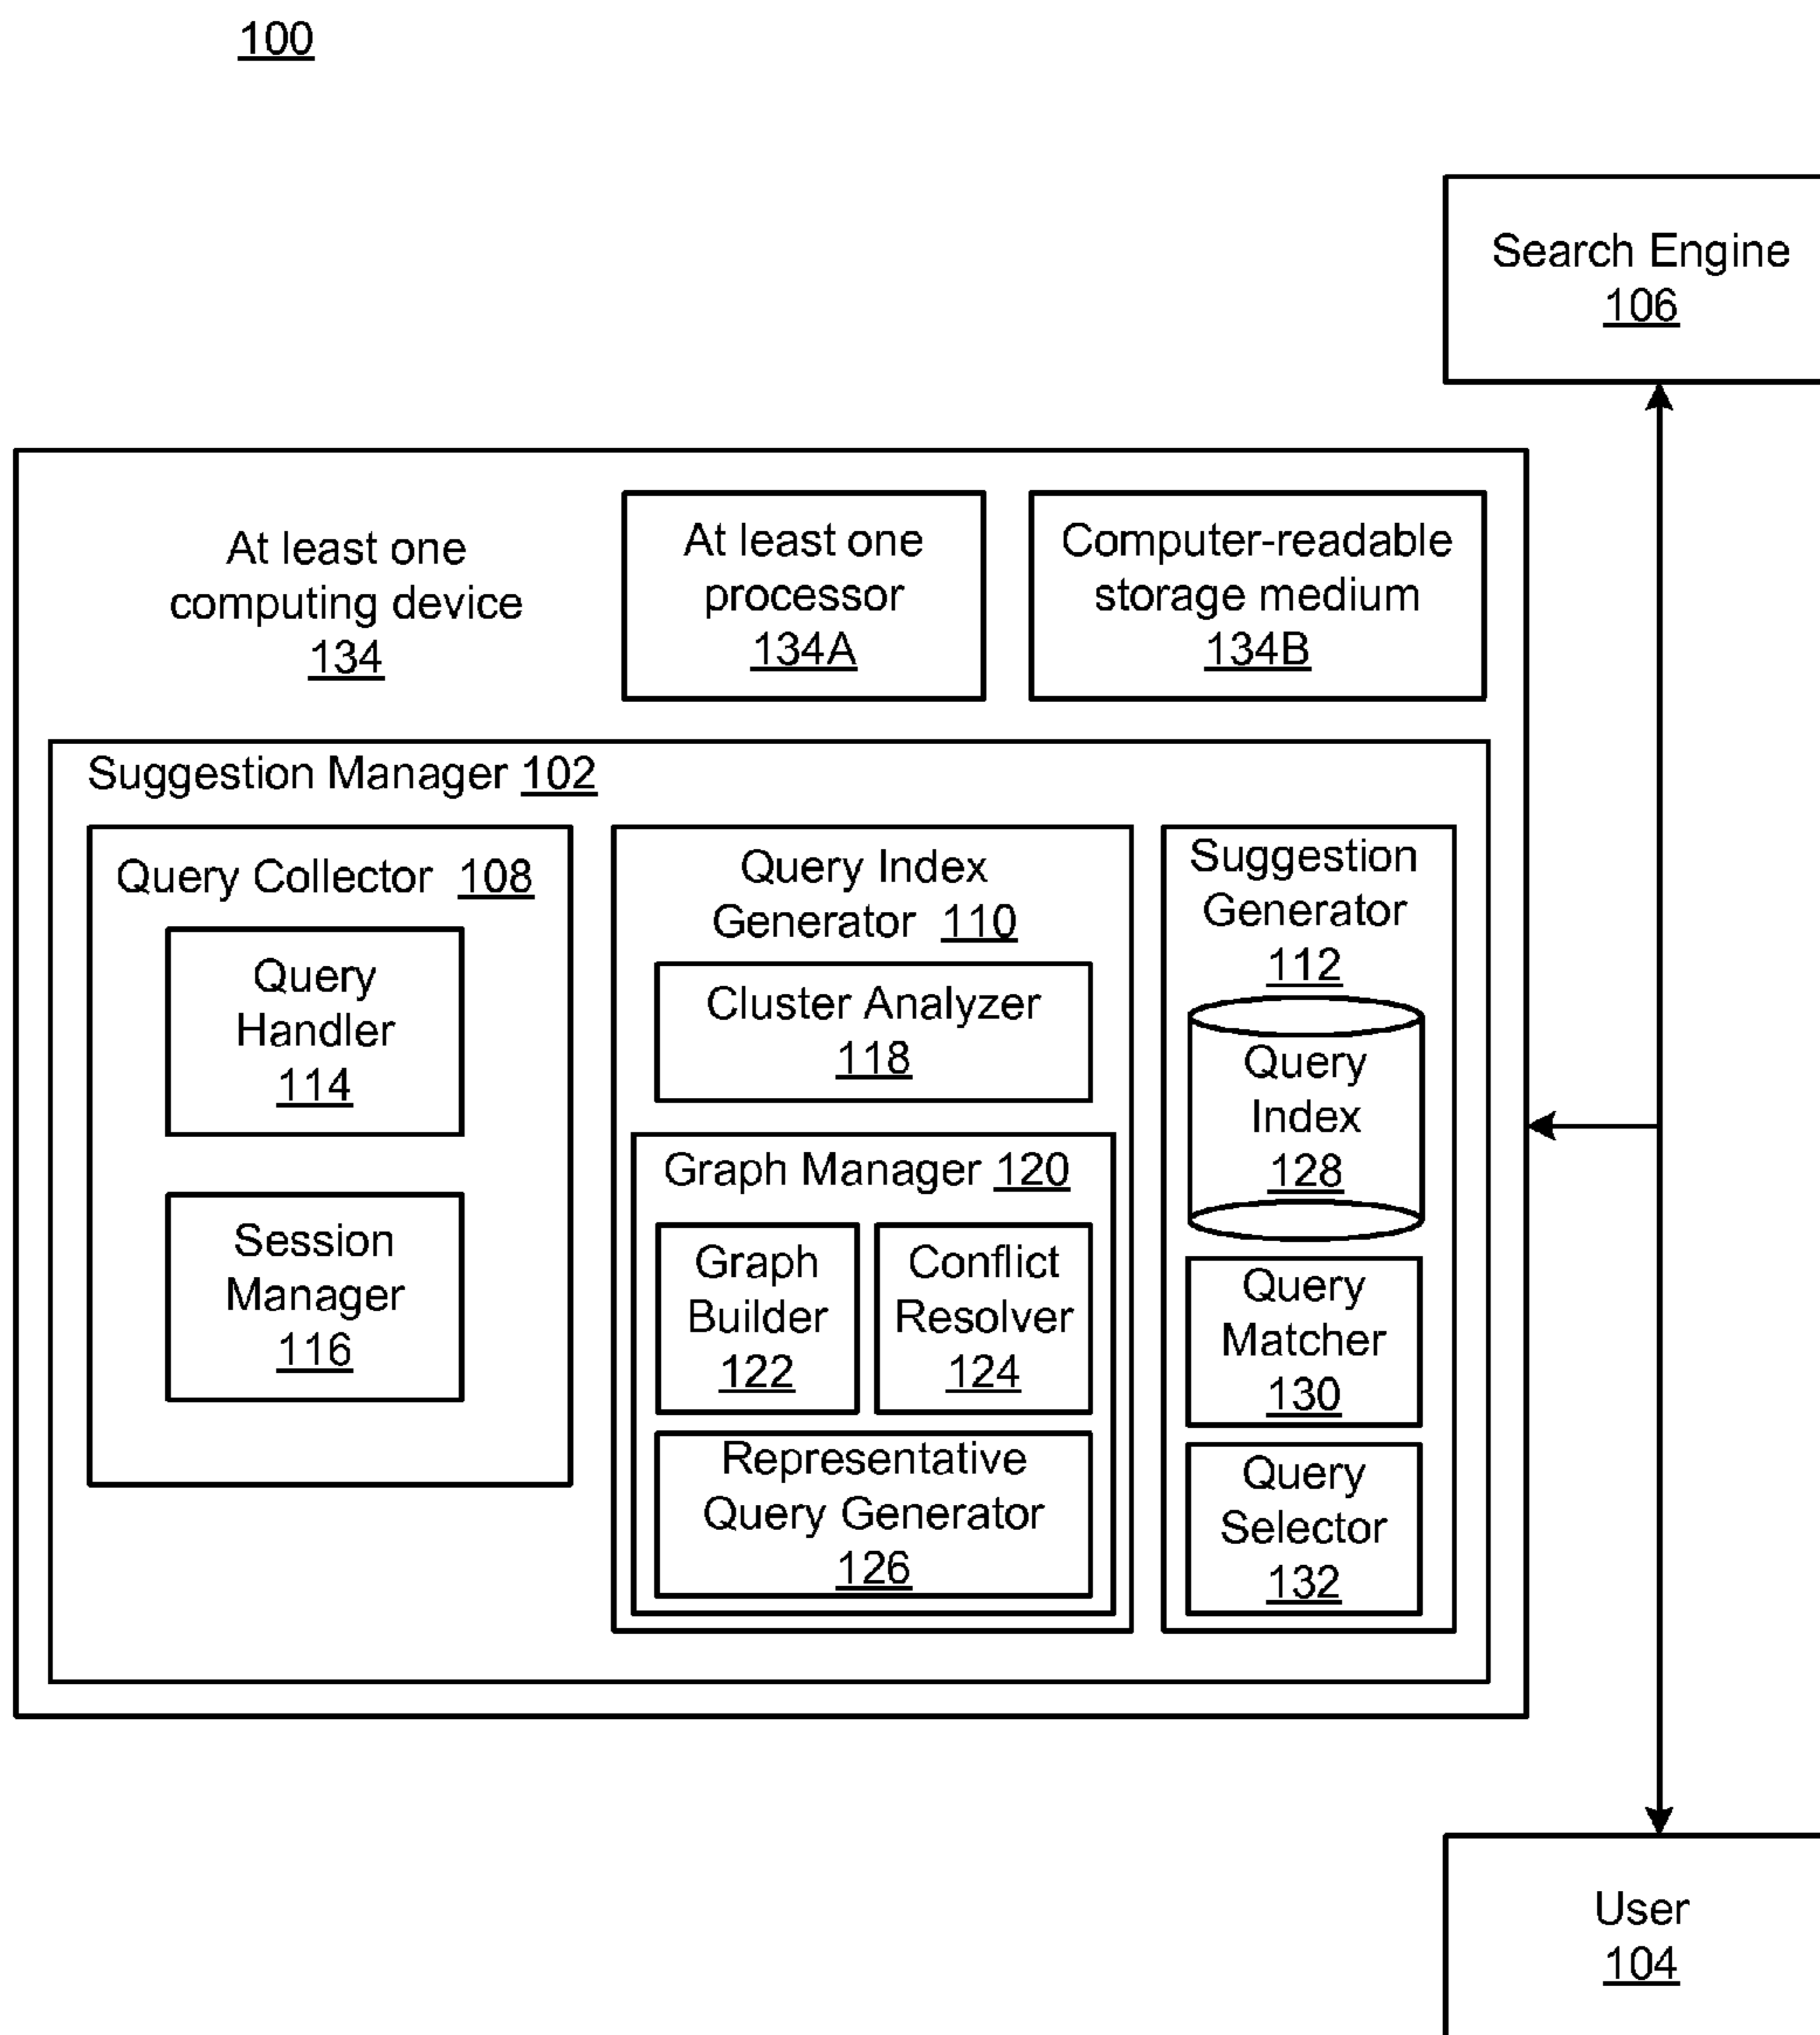 100
Search Engine
106
At least one
computing device
134
At least one
processor
134A
Computer-readable
storage medium
134B
Suggestion Manager 102
Query Collector 108
Query
Handler
114
Session
Manager
116
Query Index
Generator 110
Cluster Analyzer
118
Graph Manager 120
Graph
Builder
122
Conflict
Resolver
124
Representative
Query Generator
126
Suggestion
Generator
112
Query
Index
128
Query
Matcher
130
Query
Selector
132
User
104